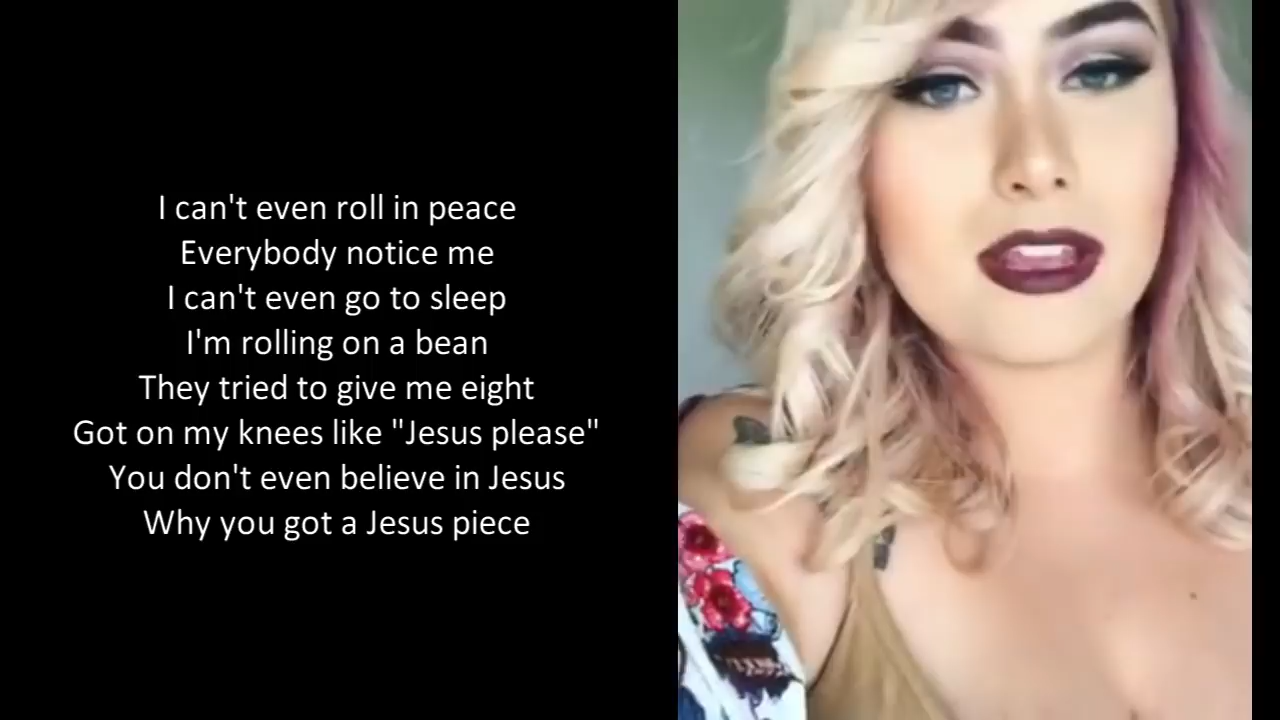 I can't even roll in peace
Everybody notice me
I can't even go to sleep
I'm rolling on a bean
They tried to give me eight
Got on my knees like "Jesus please"
You don't even believe in Jesus
Why you got a Jesus piece